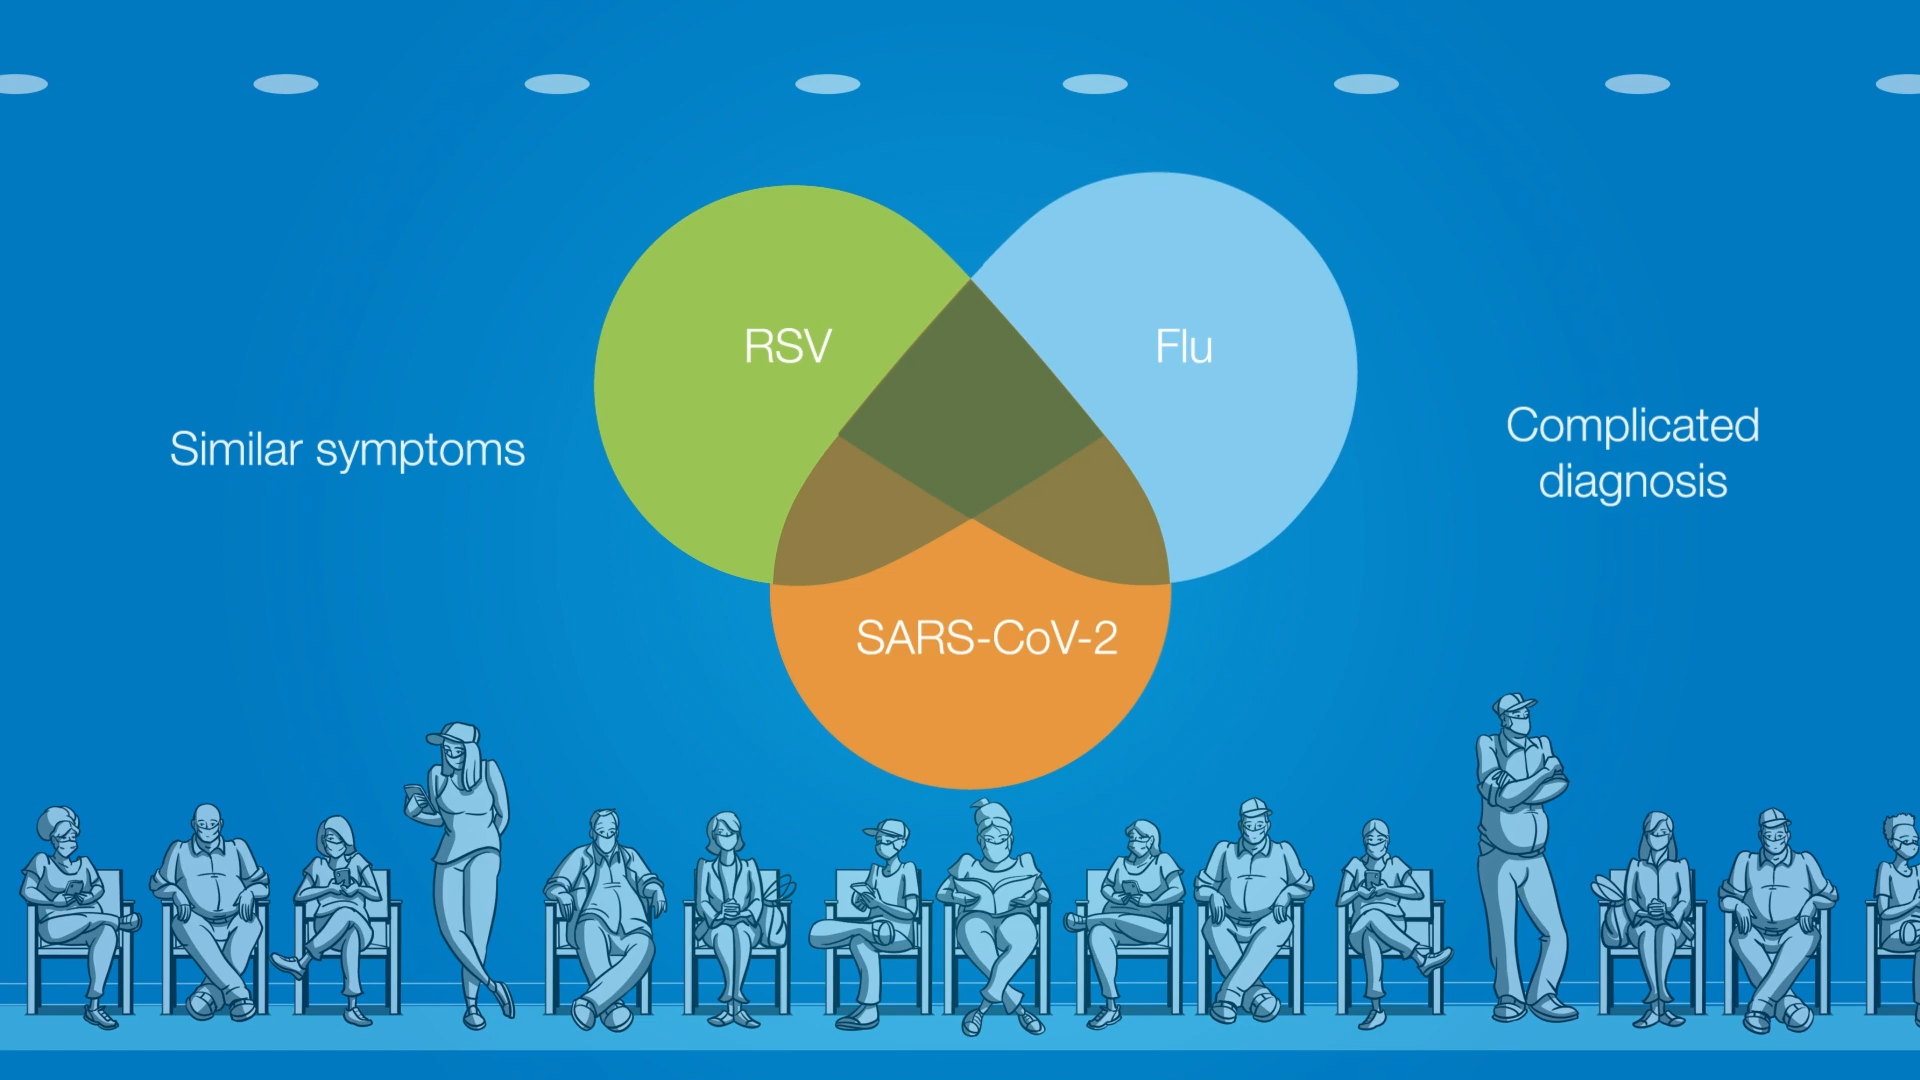 RSV
Flu
Similar symptoms
Complicated
diagnosis
SARS-CoV-2